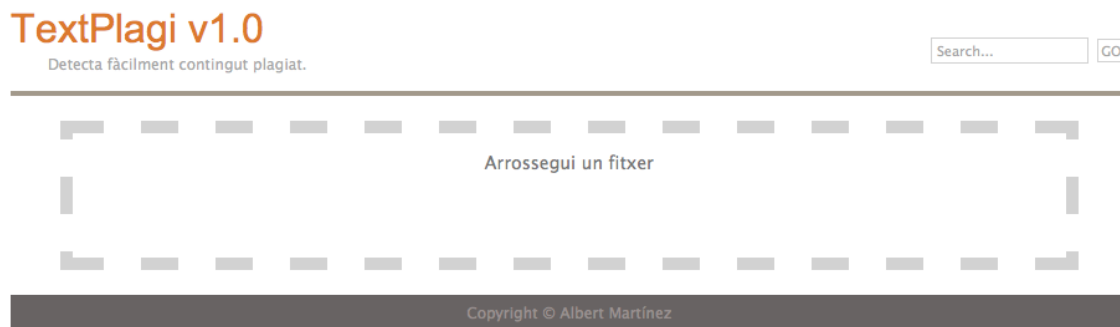 TextPlagi v1.0
Detecta fàcilment contingut plagiat.
Search...
GO
Arrossegui un fitxer
Copyright © Albert Martínez